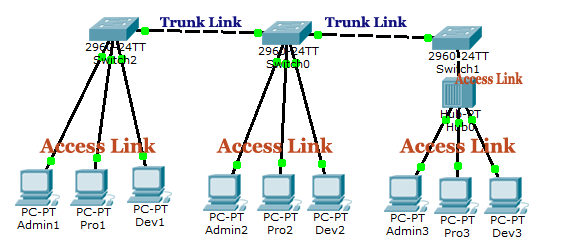 Trunk Link
Trunk Link
2960-24TT
Switch2
2960-24TT
Switch0
2960-24TT
Switch1
Access Link
Hub-PT
Hub0
Access Link
Access Link
Access Link
PC-PT
Admin1
PC-PT
Pro1
PC-PT
Dev1
PC-PT
Admin2
PC-PT
Pro2
PC-PT
Dev2
PC-PT
Admin3
PC-PT
Pro3
PC-PT
Dev3